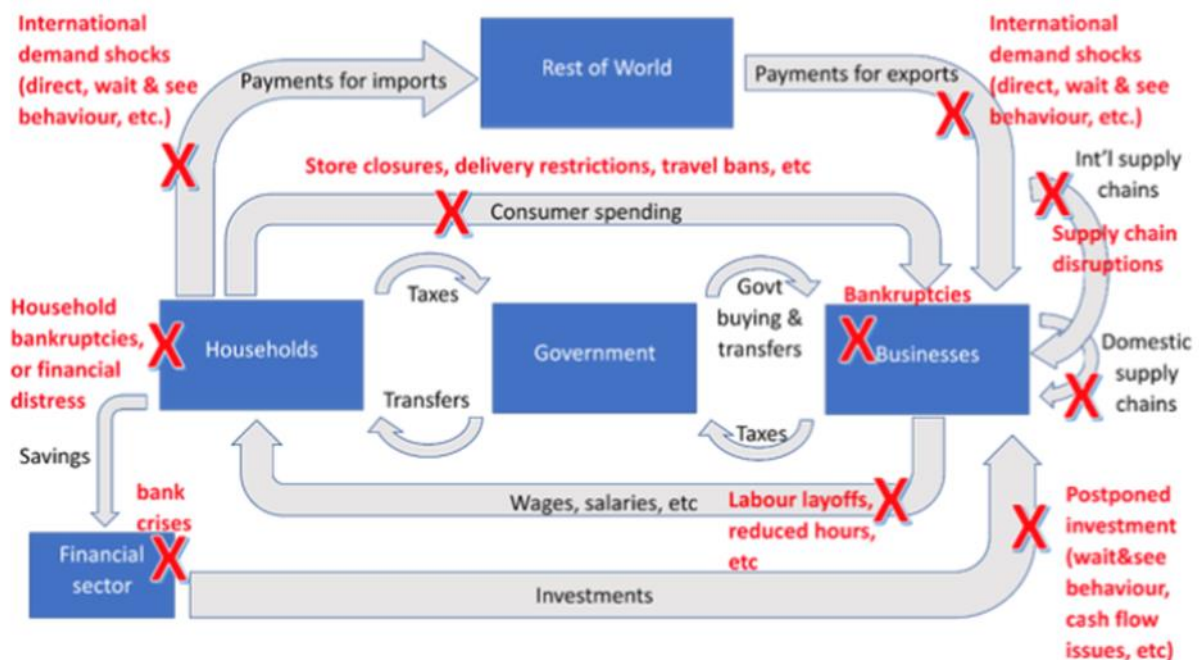 International
demand shocks
(direct, wait & see
behaviour, etc.)
Payments for imports
Rest of World
Payments for exports
International
demand shocks
(direct, wait & see
behaviour, etc.)
Store closures, delivery restrictions, travel bans, etc
Int'l supply
chains
Consumer spending
Supply chain
disruptions
Household
bankruptcies,
or financial
distress
Households
Taxes
Transfers
Government
Govt
buying &
transfers
Taxes
Bankruptcies
Businesses
Domestic
supply
chains
Savings
bank
crises
Financial
sector
Wages, salaries, etc
Labour layoffs,
reduced hours,
etc
Investments
Postponed
investment
(wait&see
behaviour,
cash flow
issues, etc)